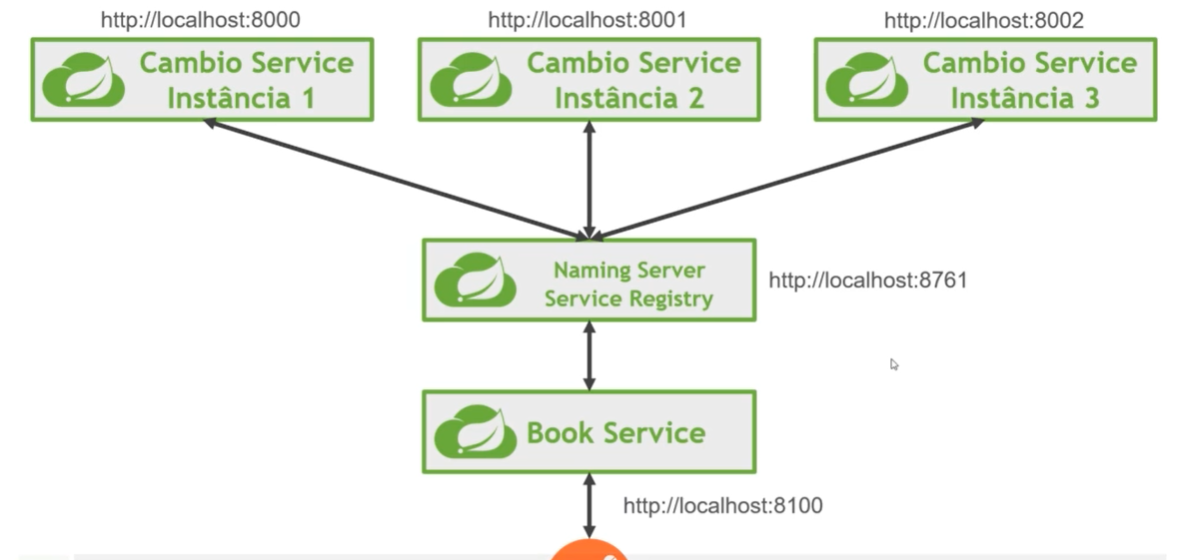 http://localhost:8000
http://localhost:8001
http://localhost:8002
Cambio Service
Instância 1
Cambio Service
Instância 2
Cambio Service
Instância 3
Naming Server
Service Registry
http://localhost:8761
Book Service
http://localhost:8100